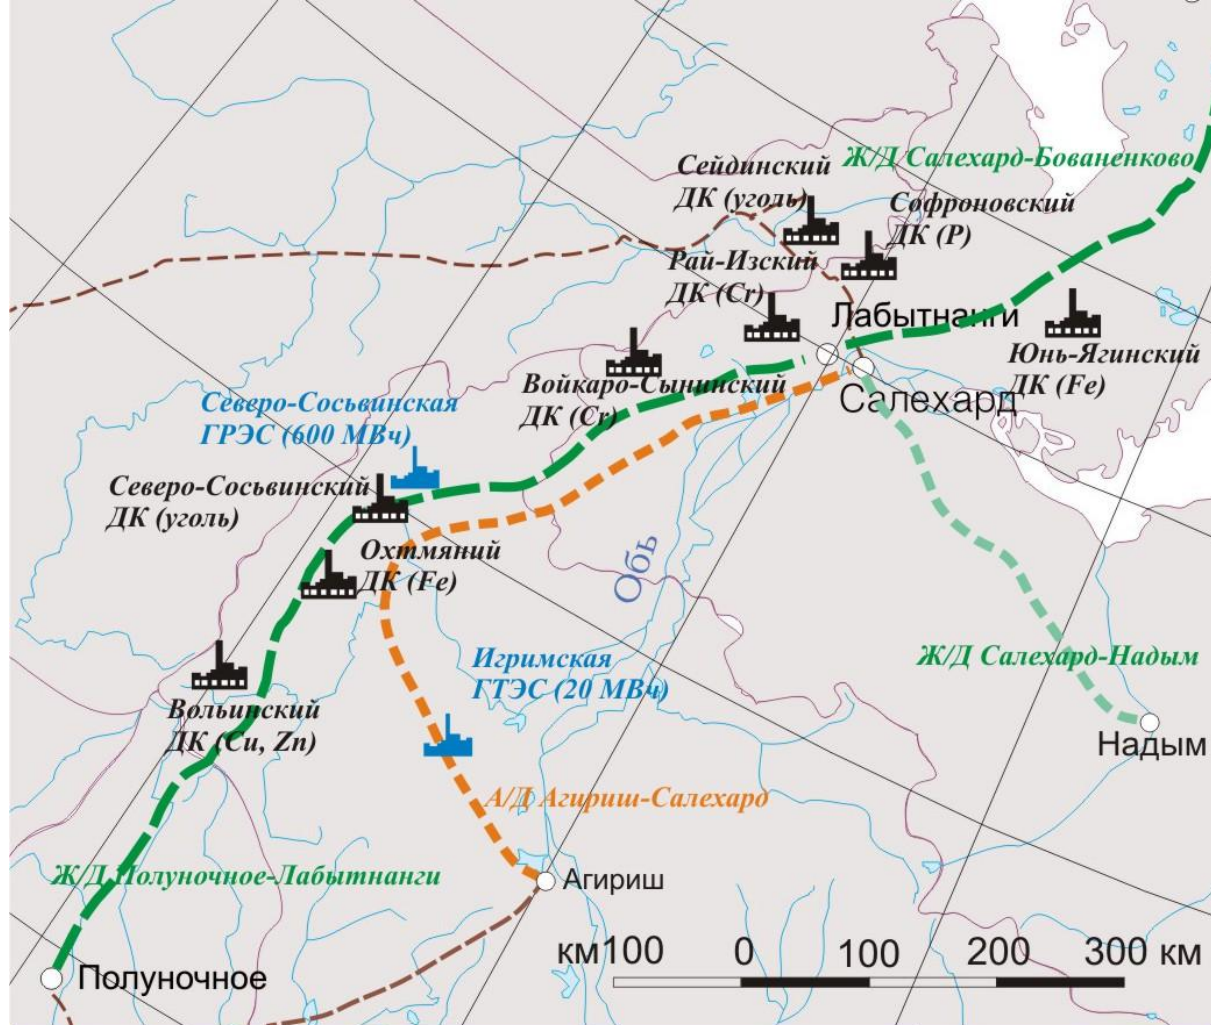 Сейдинский
ДК (уголь)
Ж/Д Салехард-Бованенково
Софроновский
ДК (P)
Рай-Изский
ДК (Cr)
Лабытнанги
Юнь-Ягинский
ДК (Fe)
Войкаро-Сынинский
ДК (Cr)
Салехард
Северо-Сосьвинская
ГРЭС (600 МВч)
Северо-Сосьвинский
ДК (уголь)
Охтмяний
ДК (Fe)
Обь
Игримская
ГТЭС (20 МВч)
Ж/Д Салехард-Надым
Вольинский
ДК (Cu, Zn)
Надым
А/Д Агириш-Салехард
Ж/Д Полуночное-Лабытнанги
Агириш
км100 0 100 200 300 км
Полуночное